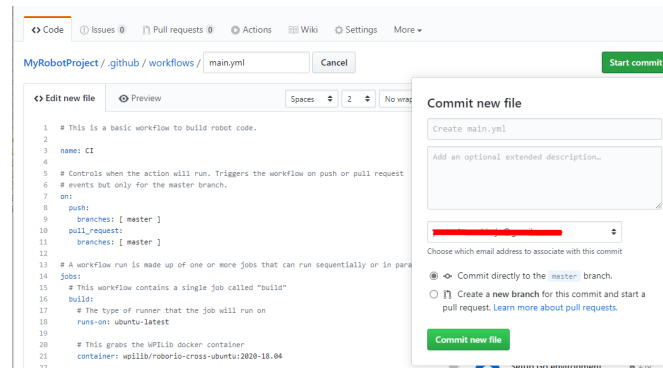 Code Issues 0 Pull requests 0 Actions Wiki Settings More
MyRobotProject / .github / workflows / main.yml Cancel Start commit
Edit new file Preview Spaces 2 No wrap
1 # This is a basic workflow to build robot code.
2
3 name: CI
4
5 # Controls when the action will run. Triggers the workflow on push or pull request
6 # events but only for the master branch.
7 on:
8 push:
9 branches: [ master ]
10 pull_request:
11 branches: [ master ]
12
13 # A workflow run is made up of one or more jobs that can run sequentially or in para
14 jobs:
15 # This workflow contains a single job called "build"
16 build:
17 # The type of runner that the job will run on
18 runs-on: ubuntu-latest
19
20 # This grabs the WPILib docker container
21 container: wpilib/roborio-cross-ubuntu:2020-18.04
22
Commit new file
Create main.yml
Add an optional extended description…
Choose which email address to associate with this commit
Commit directly to the master branch.
Create a new branch for this commit and start a
pull request. Learn more about pull requests.
Commit new file
Setup Go environment